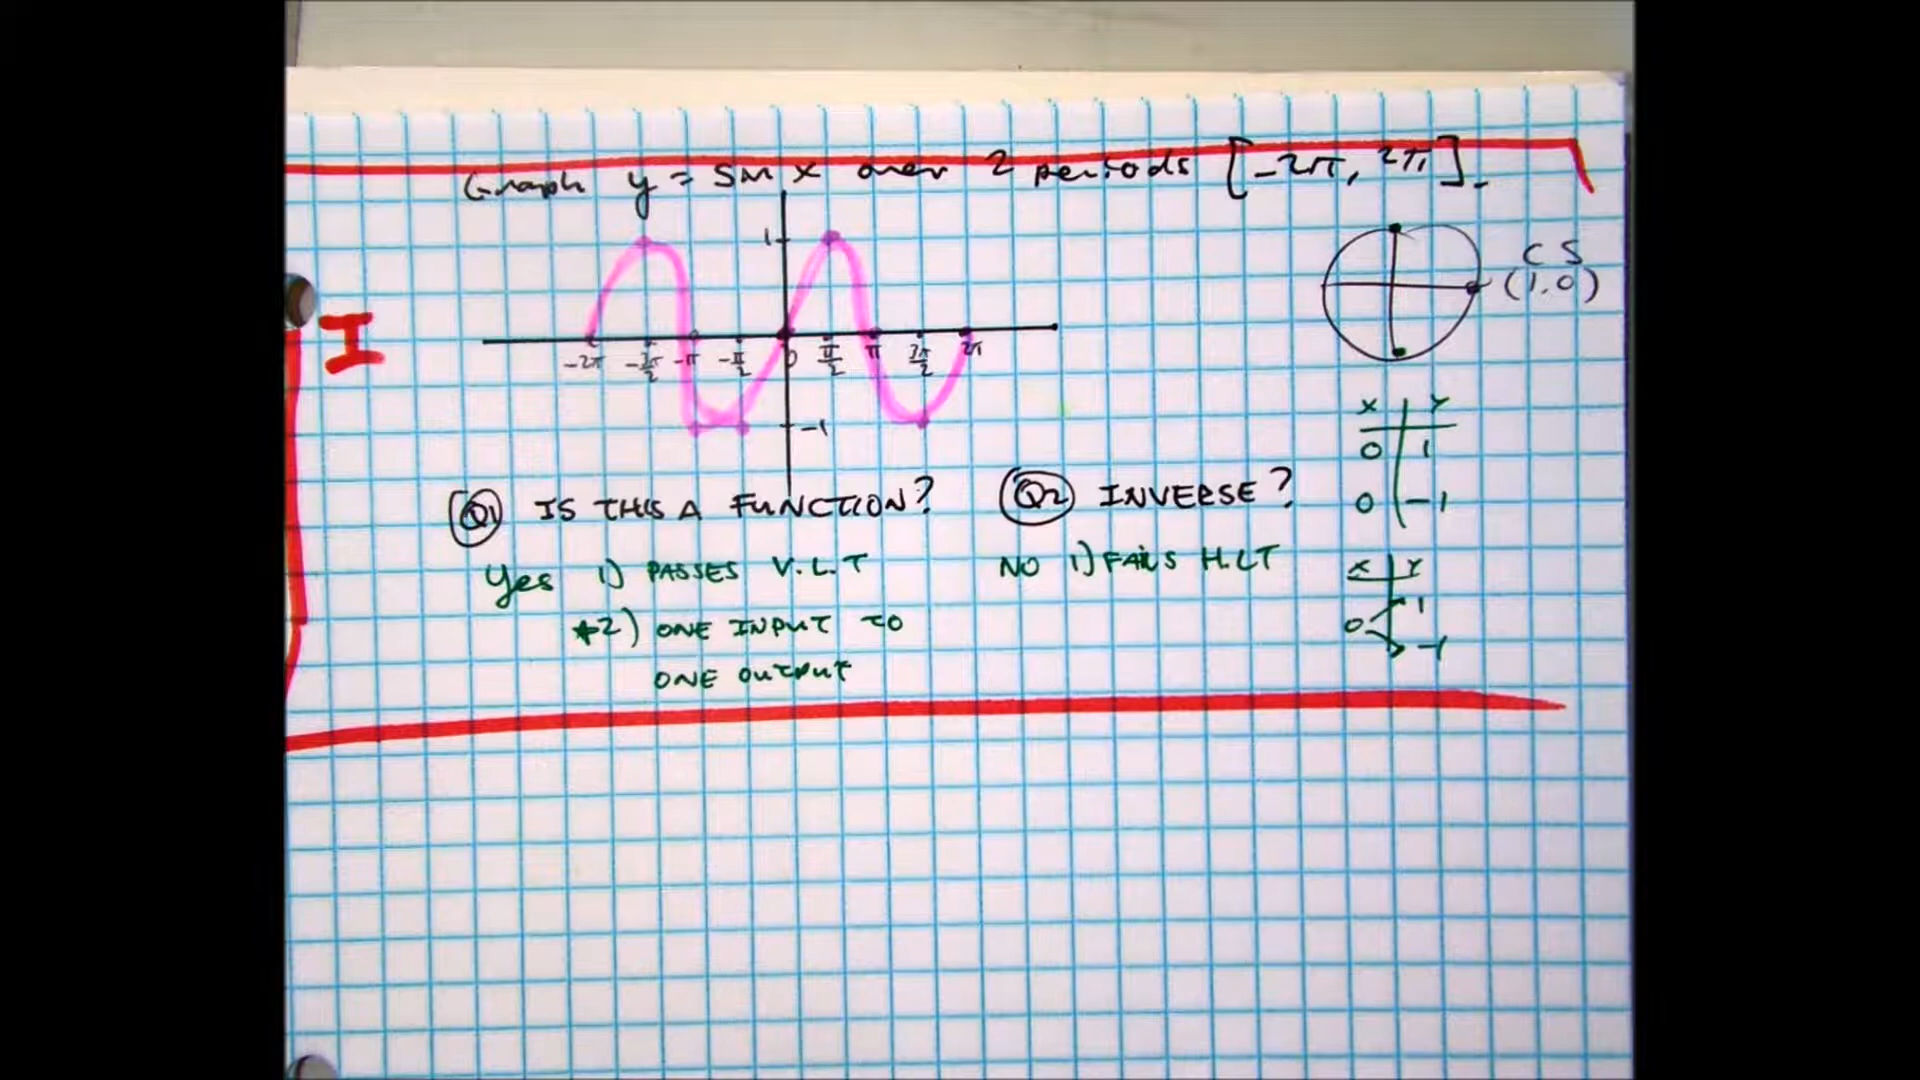 Graph y = sin x over 2 periods [-2π, 2π].
1
C S
(1,0)
I
-2π -3π/2 -π -π/2 0 π/2 π 3π/2 2π
-1
X Y
0 1
0 -1
Q1 IS THIS A FUNCTION? Q2 INVERSE?
Yes 1) PASSES V.L.T
NO 1) FAILS H.LT
*2) ONE INPUT TO
ONE OUTPUT
X Y
0 1
-1